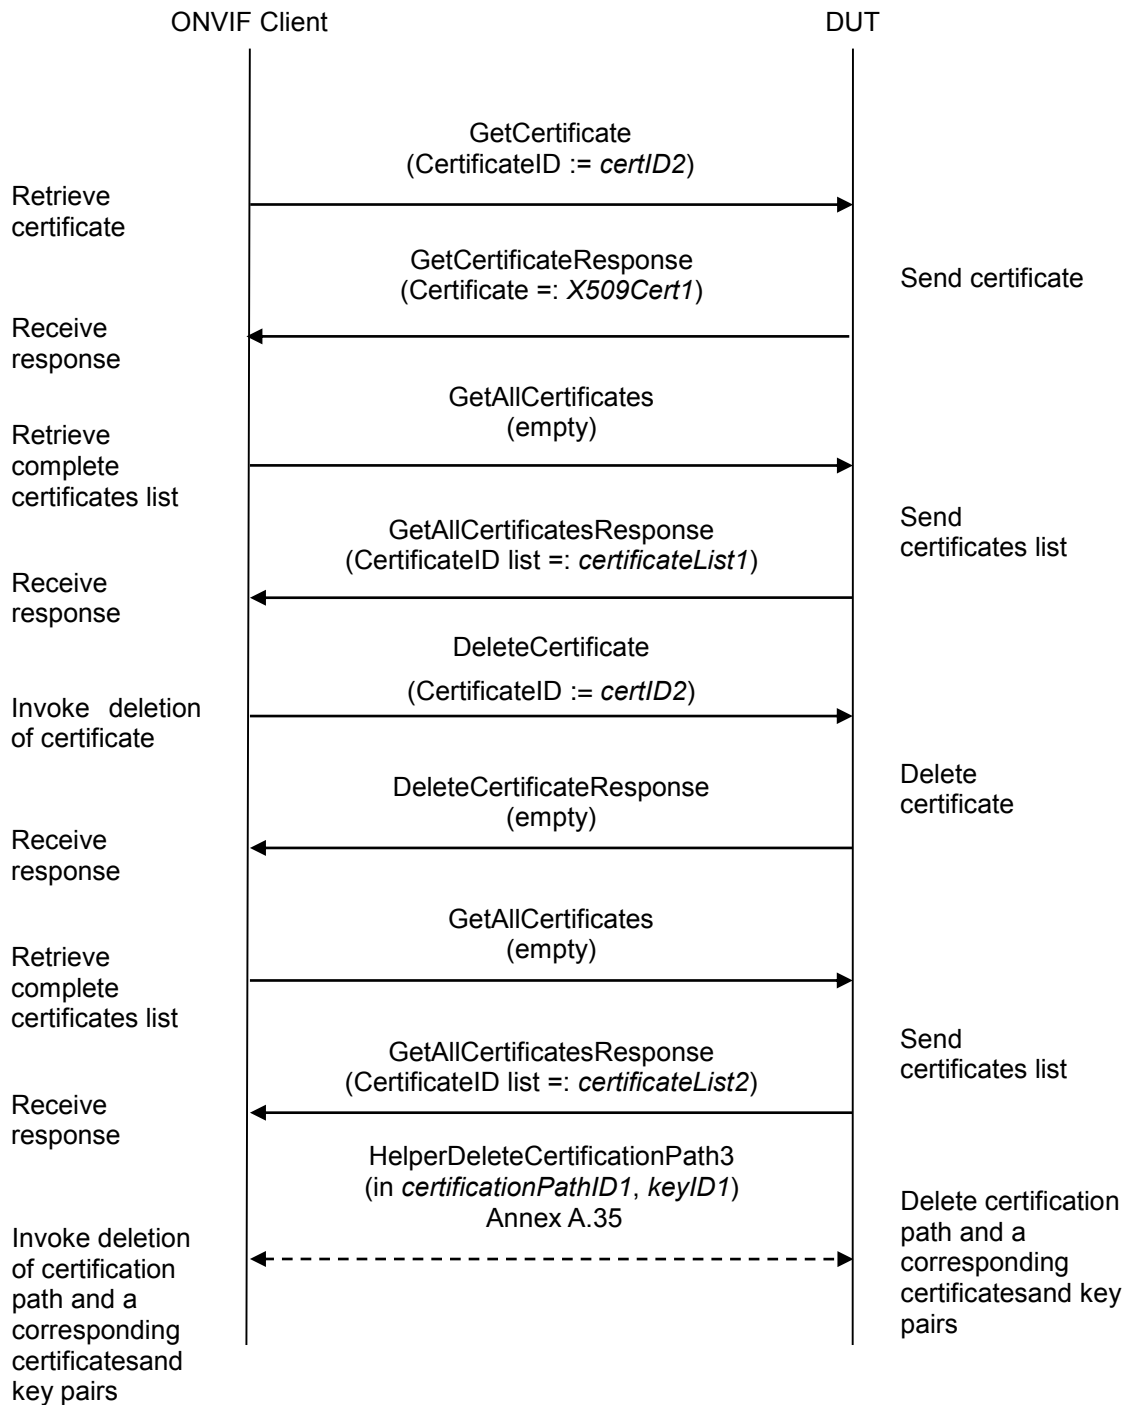 ONVIF Client
DUT
GetCertificate
(CertificateID := certID2)
Retrieve
certificate
GetCertificateResponse
(Certificate =: X509Cert1)
Send certificate
Receive
response
GetAllCertificates
(empty)
Retrieve
complete
certificates list
GetAllCertificatesResponse
(CertificateID list =: certificateList1)
Send
certificates list
Receive
response
DeleteCertificate
(CertificateID := certID2)
Invoke deletion
of certificate
DeleteCertificateResponse
(empty)
Delete
certificate
Receive
response
GetAllCertificates
(empty)
Retrieve
complete
certificates list
GetAllCertificatesResponse
(CertificateID list =: certificateList2)
Send
certificates list
Receive
response
HelperDeleteCertificationPath3
(in certificationPathID1, keyID1)
Annex A.35
Delete certification
path and a
corresponding
certificatesand key
pairs
Invoke deletion
of certification
path and a
corresponding
certificatesand
key pairs